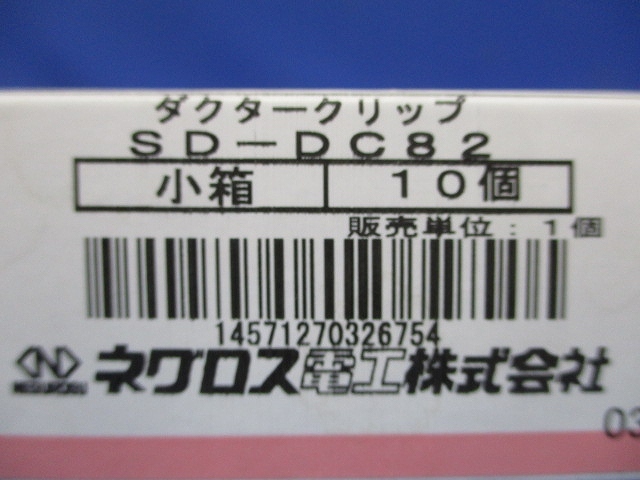 ダクタークリップ
SD-DC82
小箱 10個
販売単位：1個
14571270326754
NEGUROSU ネグロス電工株式会社
03